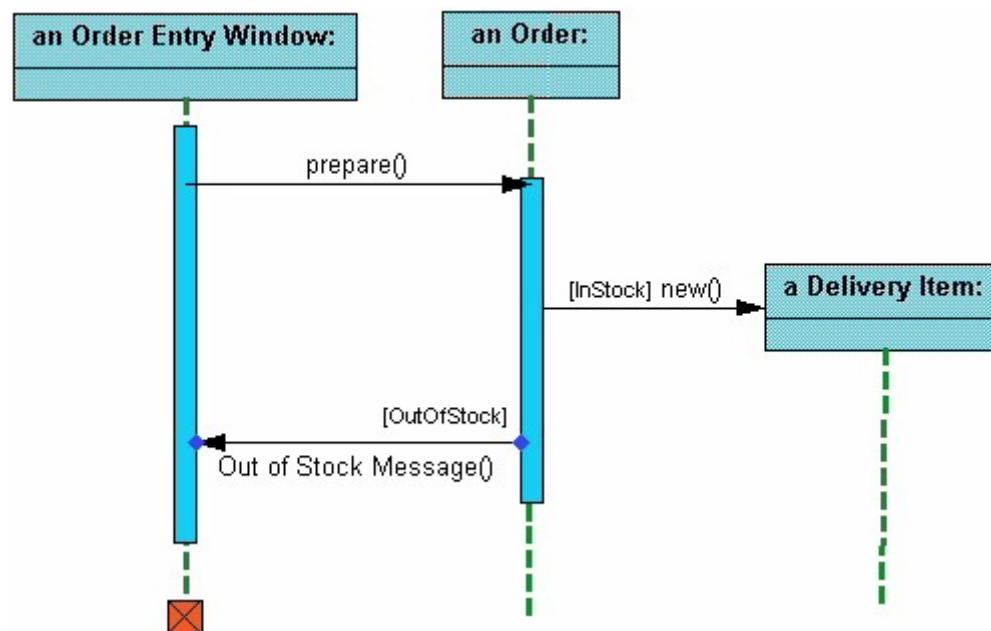 an Order Entry Window:
an Order:
prepare()
[InStock] new()
a Delivery Item:
[OutOfStock]
Out of Stock Message()